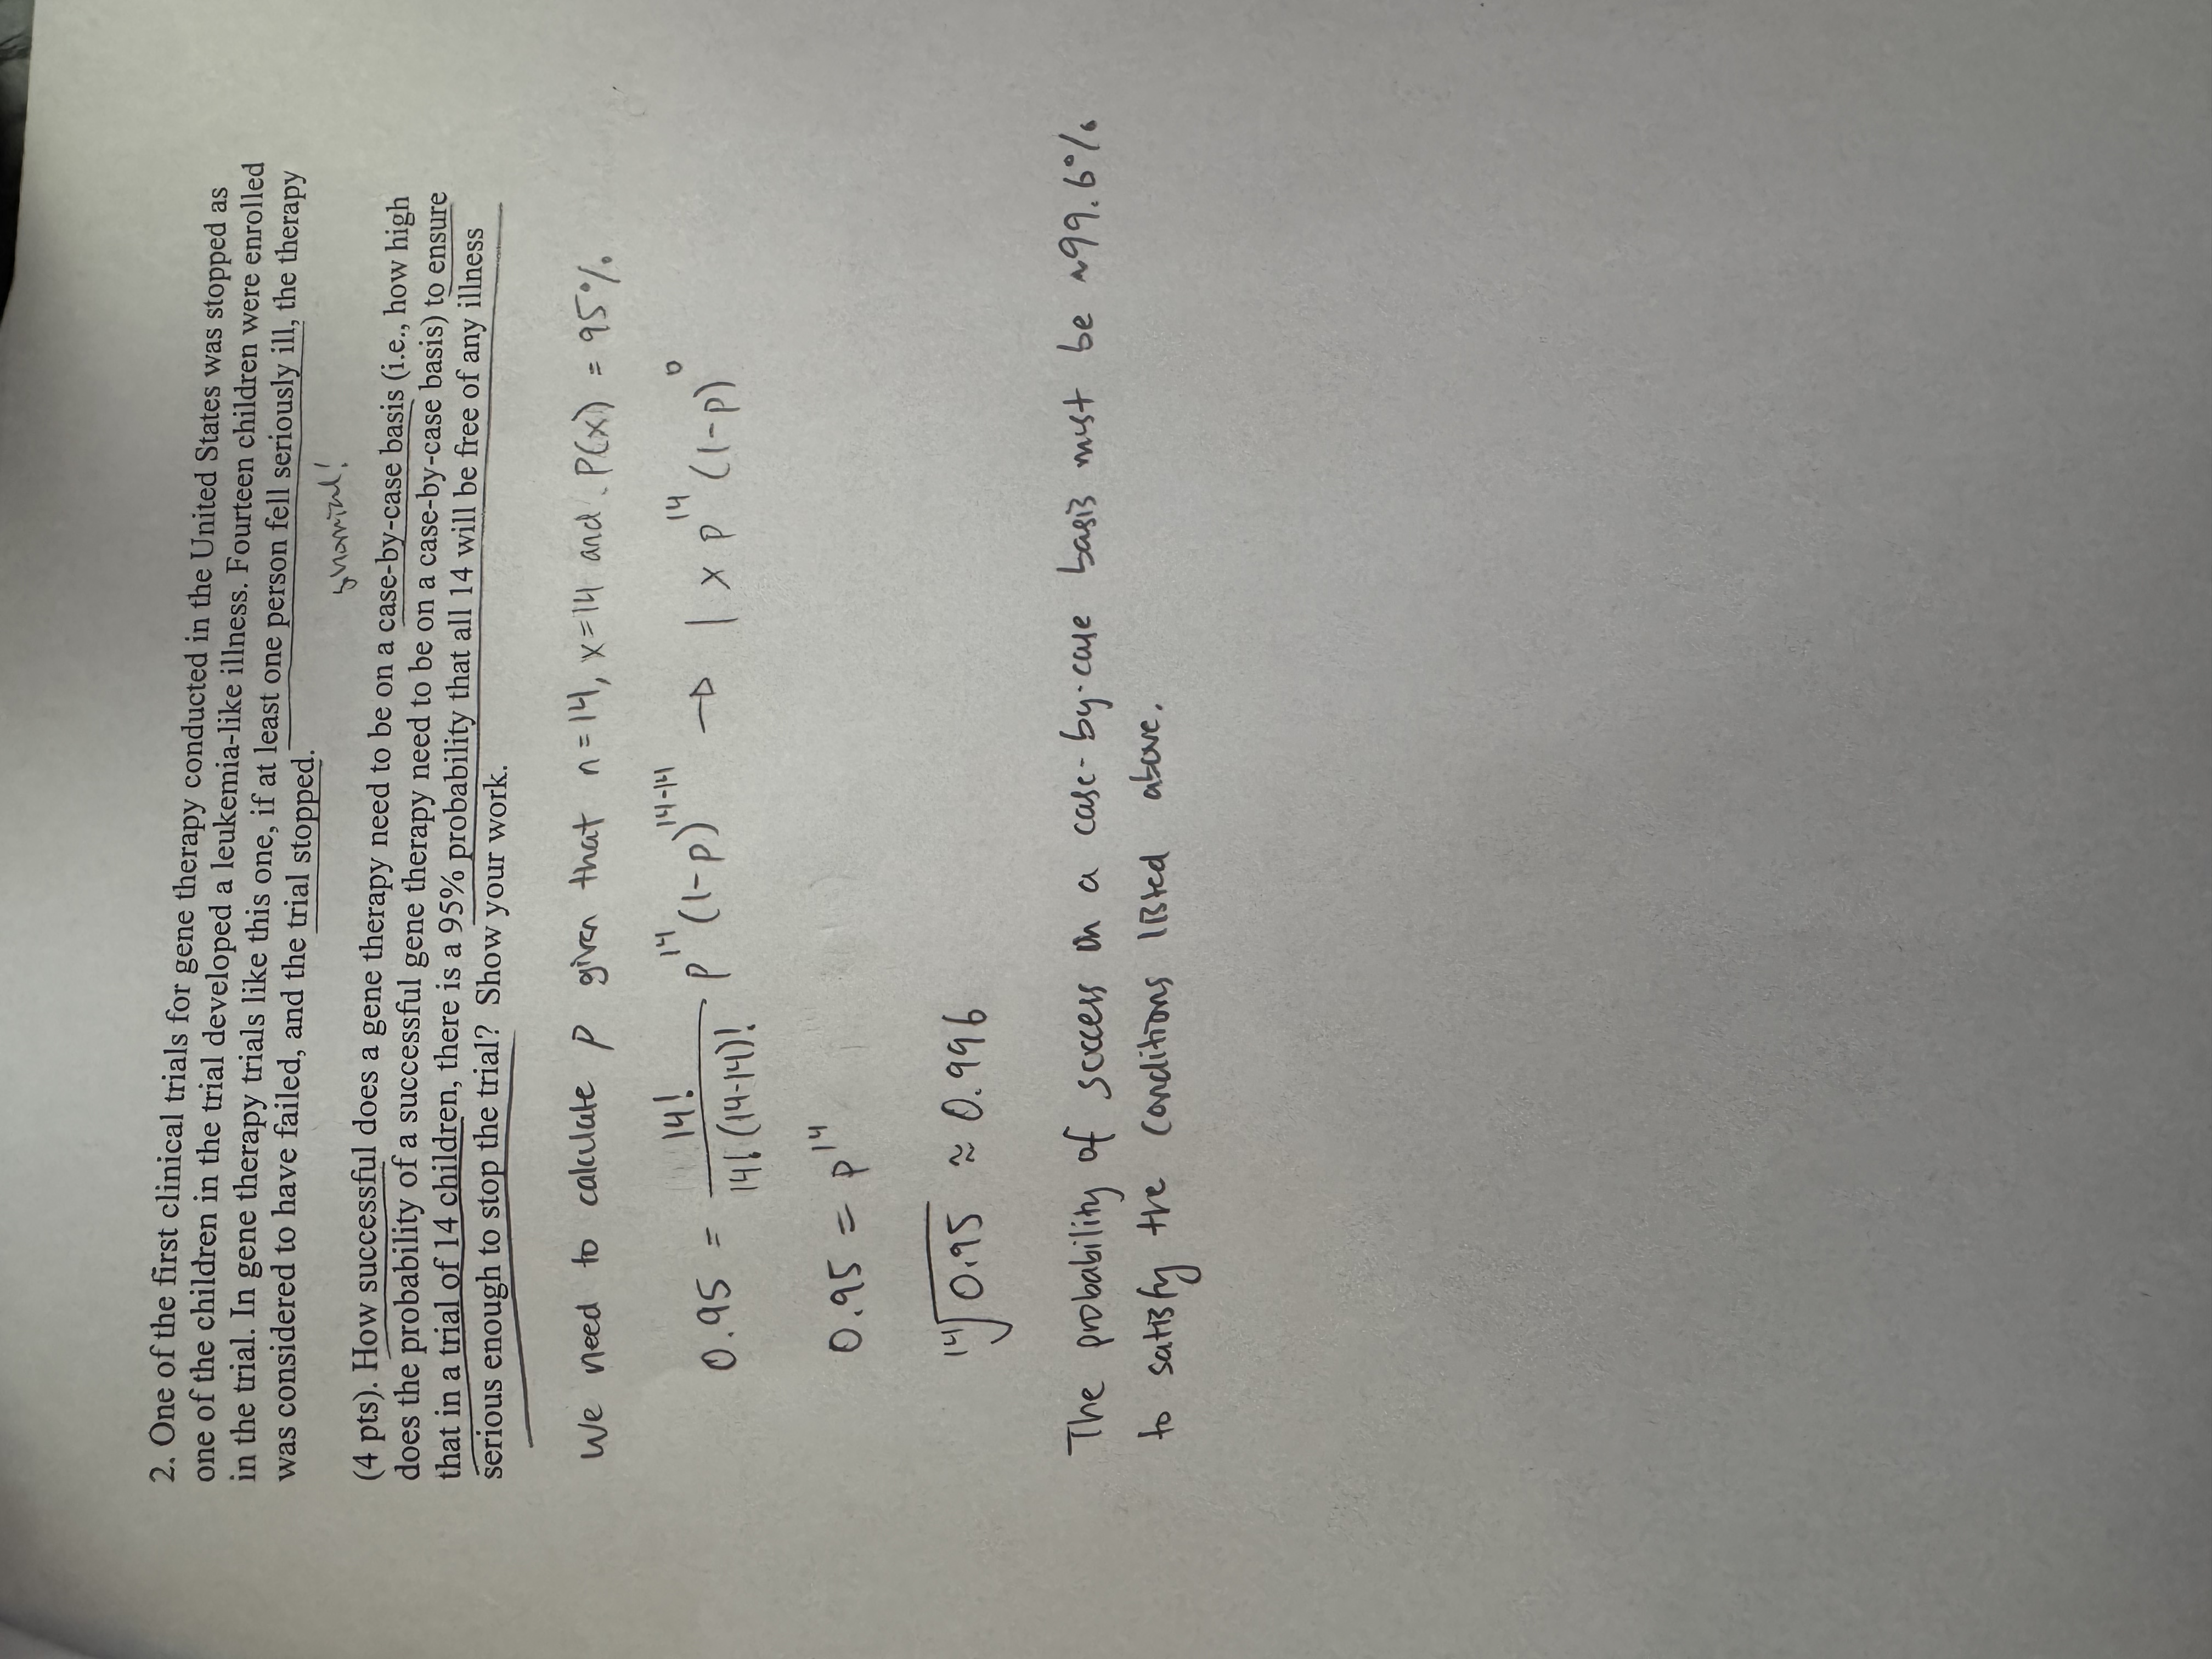 2. One of the first clinical trials for gene therapy conducted in the United States was stopped as
one of the children in the trial developed a leukemia-like illness. Fourteen children were enrolled
in the trial. In gene therapy trials like this one, if at least one person fell seriously ill, the therapy
was considered to have failed, and the trial stopped.
(4 pts). How successful does a gene therapy need to be on a case-by-case basis (i.e., how high
does the probability of a successful gene therapy need to be on a case-by-case basis) to ensure
that in a trial of 14 children, there is a 95% probability that all 14 will be free of any illness
serious enough to stop the trial? Show your work.
We need to calculate p given that n=14, x=14 and P(x) = 95%
0.95 = 14! / 14! (14-14)! p^14 (1-p)^14-14 → 1 x p^14 (1-p)^0
0.95 = p^14
14√0.95 ≈ 0.996
The probability of success on a case-by-case basis must be ~99.6%
to satisfy the conditions listed above.